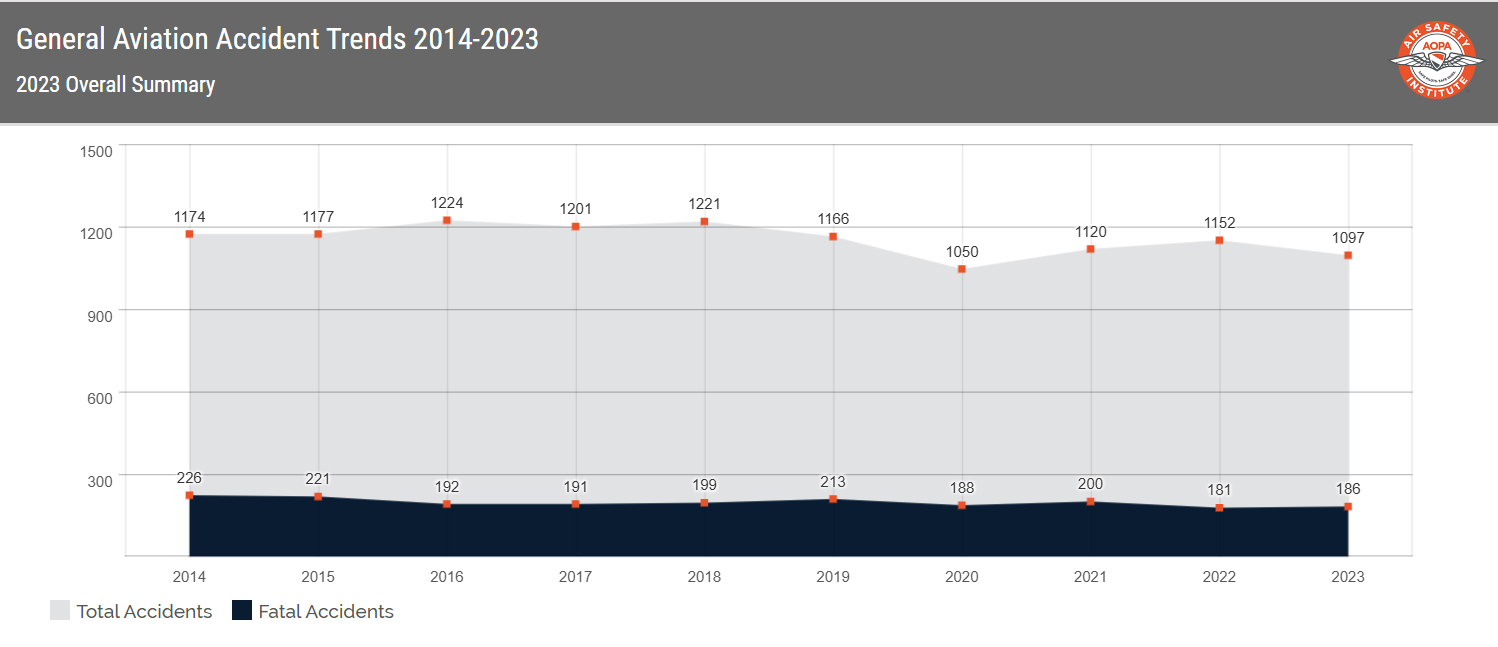 General Aviation Accident Trends 2014-2023
2023 Overall Summary
AIR SAFETY
AOPA
INSTITUTE
1500
1200
900
600
300
1174 1177 1224 1201 1221 1166 1050 1120 1152 1097
226 221 192 191 199 213 188 200 181 186
2014 2015 2016 2017 2018 2019 2020 2021 2022 2023
Total Accidents Fatal Accidents